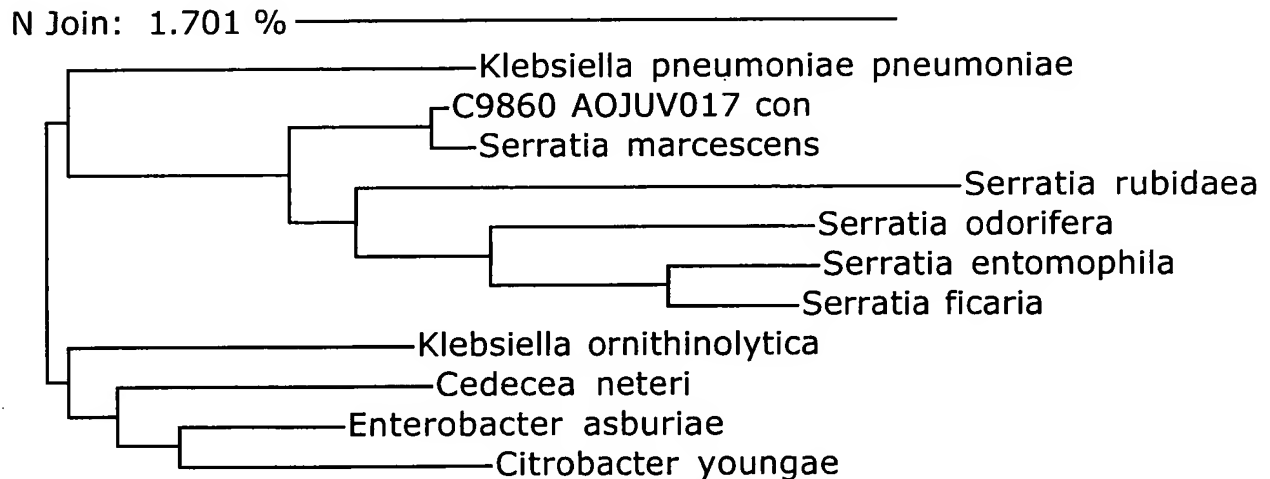 N Join: 1.701 %
Klebsiella pneumoniae pneumoniae
C9860 AOJUV017 con
Serratia marcescens
Serratia rubidaea
Serratia odorifera
Serratia entomophila
Serratia ficaria
Klebsiella ornithinolytica
Cedecea neteri
Enterobacter asburiae
Citrobacter youngae